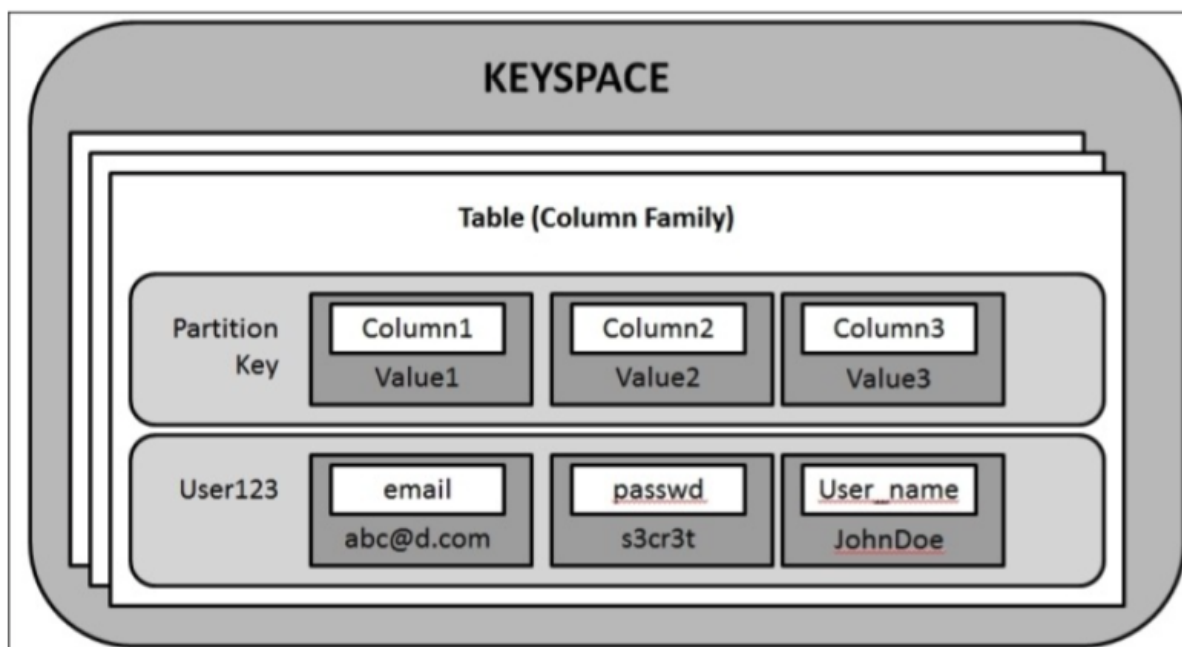 KEYSPACE
Table (Column Family)
Partition
Key
Column1
Value1
Column2
Value2
Column3
Value3
User123
email
abc@d.com
passwd
s3cr3t
User_name
JohnDoe